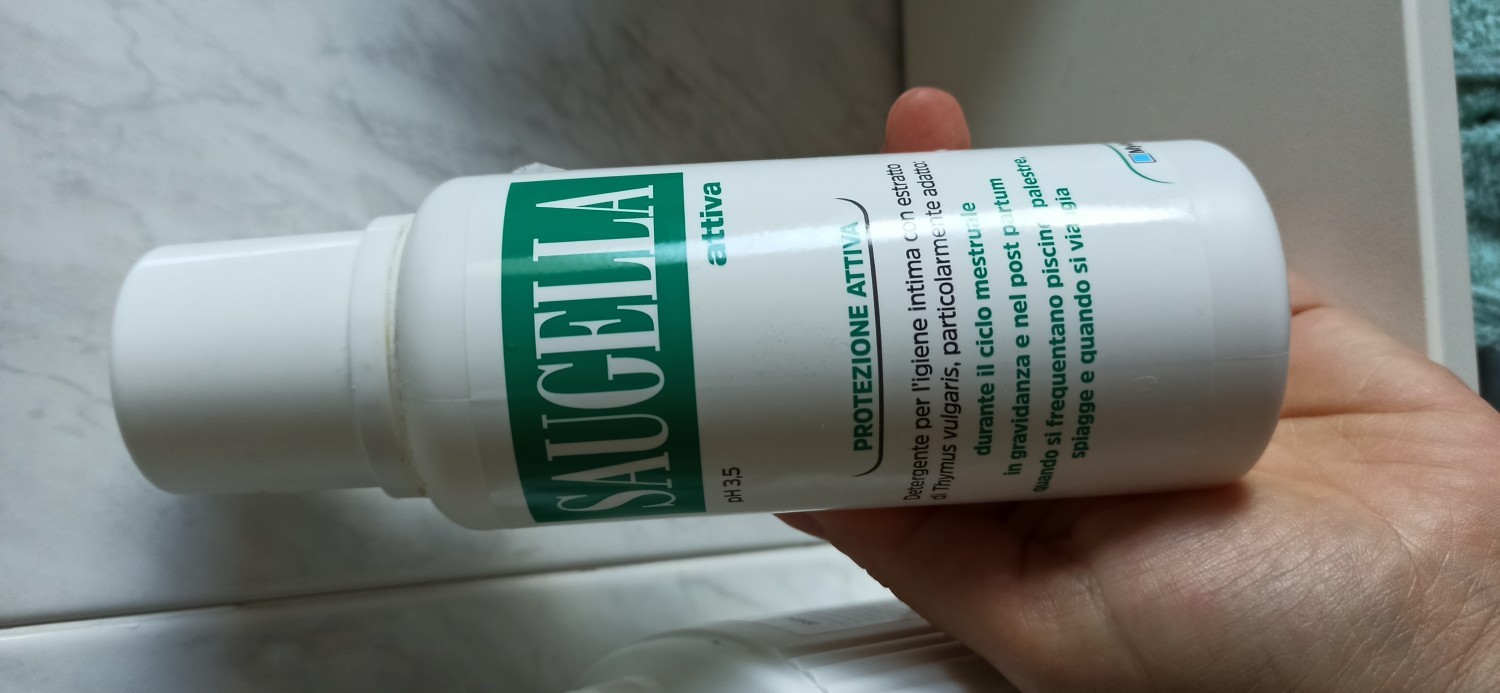 SAUGELLA
attiva
pH 3,5
PROTEZIONE ATTIVA
Detergente per l'igiene intima con estratto
di Thymus vulgaris, particolarmente adatto:
durante il ciclo mestruale
in gravidanza e nel post partum
quando si frequentano piscine, palestre,
spiagge e quando si viaggia